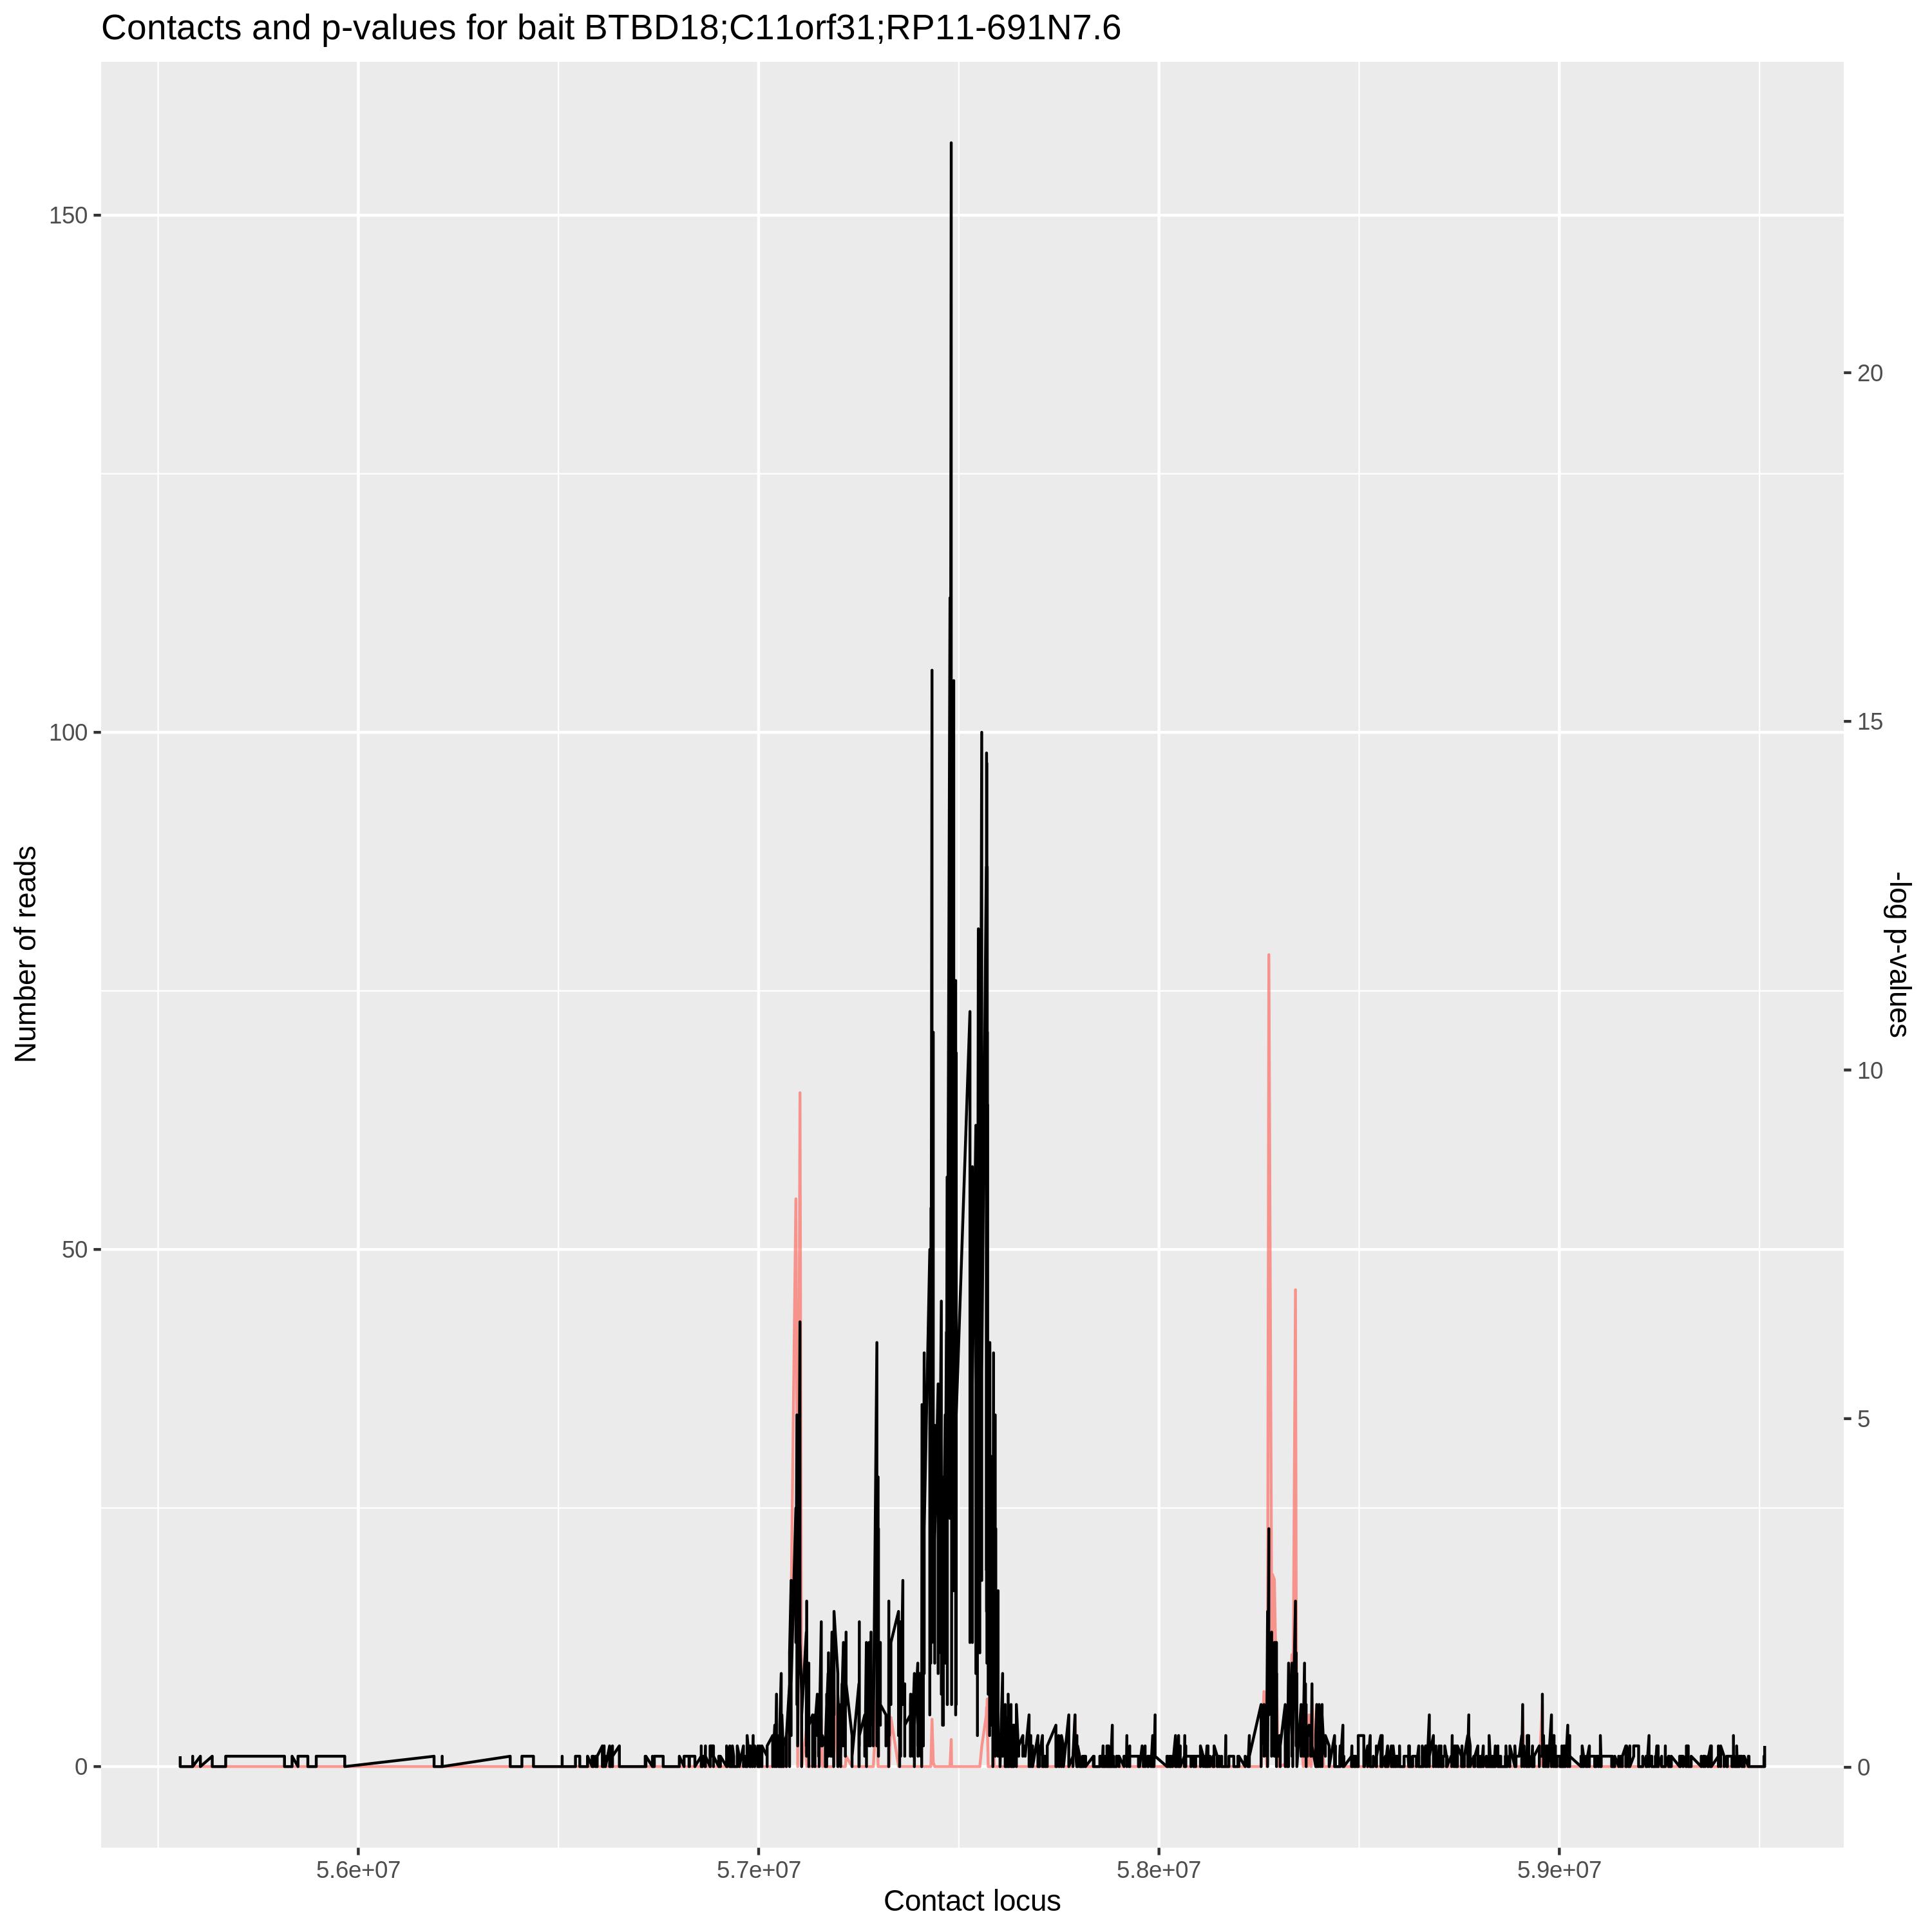 Contacts and p-values for bait BTBD18;C11orf31;RP11-691N7.6
150
100
50
0
Number of reads
20
15
10
5
0
-log p-values
5.6e+07
5.7e+07
5.8e+07
5.9e+07
Contact locus